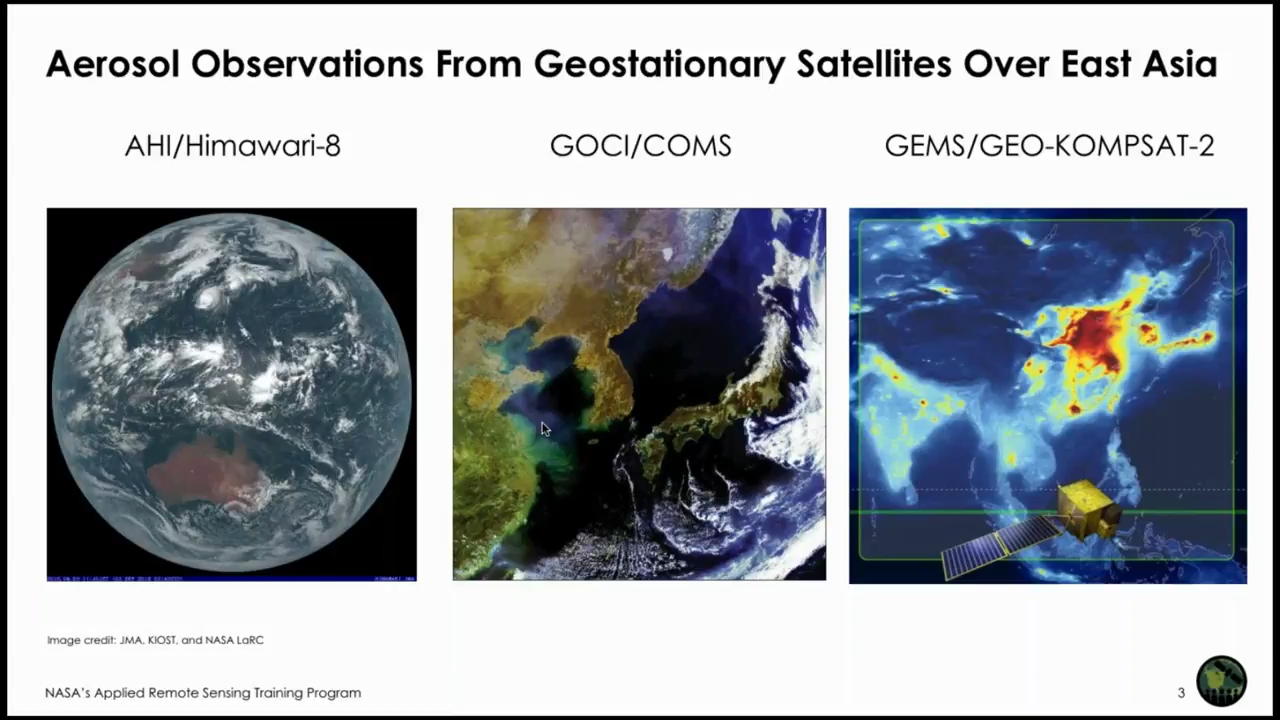 Aerosol Observations From Geostationary Satellites Over East Asia
AHI/Himawari-8
GOCI/COMS
GEMS/GEO-KOMPSAT-2
Image credit: JMA, KIOST, and NASA LaRC
NASA's Applied Remote Sensing Training Program
3